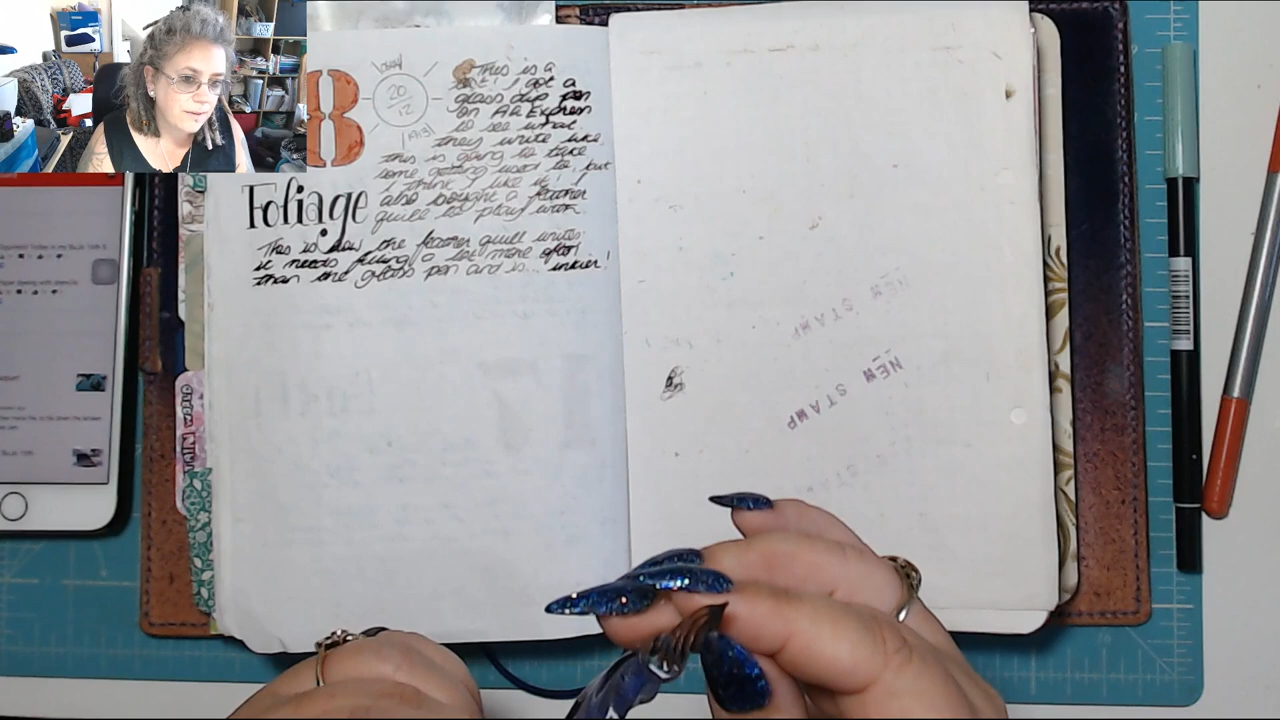 B
20
12
This is a
I got a
glass dip pen
on Ali Express
to see what
they write like.
this is going to take
some getting used to, but
I think I like it! I
also bought a feather
quill to play with.
Foliage
This is how the feather quill writes.
it needs filling a lot more often
than the glass pen and is... inkier!
NEW STAMP
NEW STAMP
STAMP